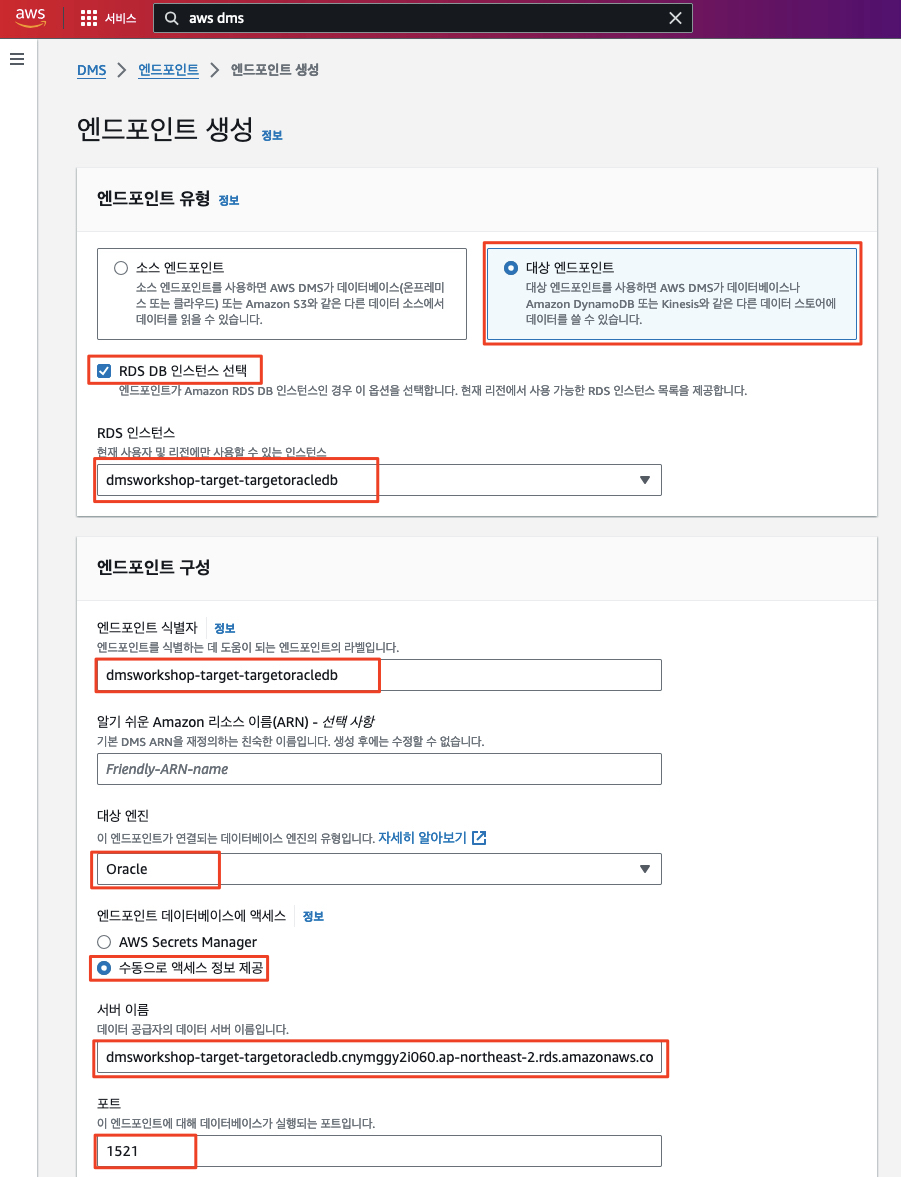 aws
서비스
aws dms
DMS > 엔드포인트 > 엔드포인트 생성
엔드포인트 생성 정보
엔드포인트 유형 정보
소스 엔드포인트
소스 엔드포인트를 사용하면 AWS DMS가 데이터베이스(온프레미
스 또는 클라우드) 또는 Amazon S3와 같은 다른 데이터 소스에서
데이터를 읽을 수 있습니다.
대상 엔드포인트
대상 엔드포인트를 사용하면 AWS DMS가 데이터베이스나
Amazon DynamoDB 또는 Kinesis와 같은 다른 데이터 스토어에
데이터를 쓸 수 있습니다.
RDS DB 인스턴스 선택
엔드포인트가 Amazon RDS DB 인스턴스인 경우 이 옵션을 선택합니다. 현재 리전에서 사용 가능한 RDS 인스턴스 목록을 제공합니다.
RDS 인스턴스
현재 사용자 및 리전에만 사용할 수 있는 인스턴스
dmsworkshop-target-targetoracledb
엔드포인트 구성
엔드포인트 식별자 정보
엔드포인트를 식별하는 데 도움이 되는 엔드포인트의 라벨입니다.
dmsworkshop-target-targetoracledb
알기 쉬운 Amazon 리소스 이름(ARN) - 선택 사항
기본 DMS ARN을 재정의하는 친숙한 이름입니다. 생성 후에는 수정할 수 없습니다.
Friendly-ARN-name
대상 엔진
이 엔드포인트가 연결되는 데이터베이스 엔진의 유형입니다. 자세히 알아보기
Oracle
엔드포인트 데이터베이스에 액세스 정보
AWS Secrets Manager
수동으로 액세스 정보 제공
서버 이름
데이터 공급자의 데이터 서버 이름입니다.
dmsworkshop-target-targetoracledb.cnymggy2i060.ap-northeast-2.rds.amazonaws.co
포트
이 엔드포인트에 대해 데이터베이스가 실행되는 포트입니다.
1521